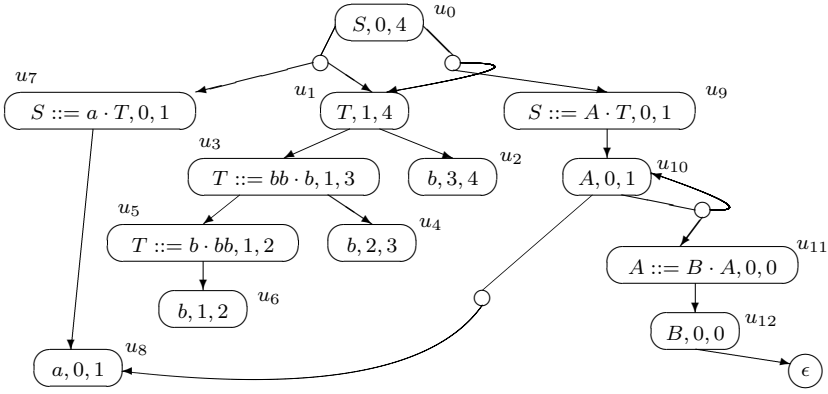 S, 0, 4 u₀
u₇
S ::= a · T, 0, 1
u₁
T, 1, 4
S ::= A · T, 0, 1
u₉
u₃
T ::= bb · b, 1, 3
b, 3, 4
u₂
A, 0, 1
u₁₀
u₅
T ::= b · bb, 1, 2
b, 2, 3
u₄
A ::= B · A, 0, 0
u₁₁
b, 1, 2
u₆
B, 0, 0
u₁₂
a, 0, 1
u₈
ϵ